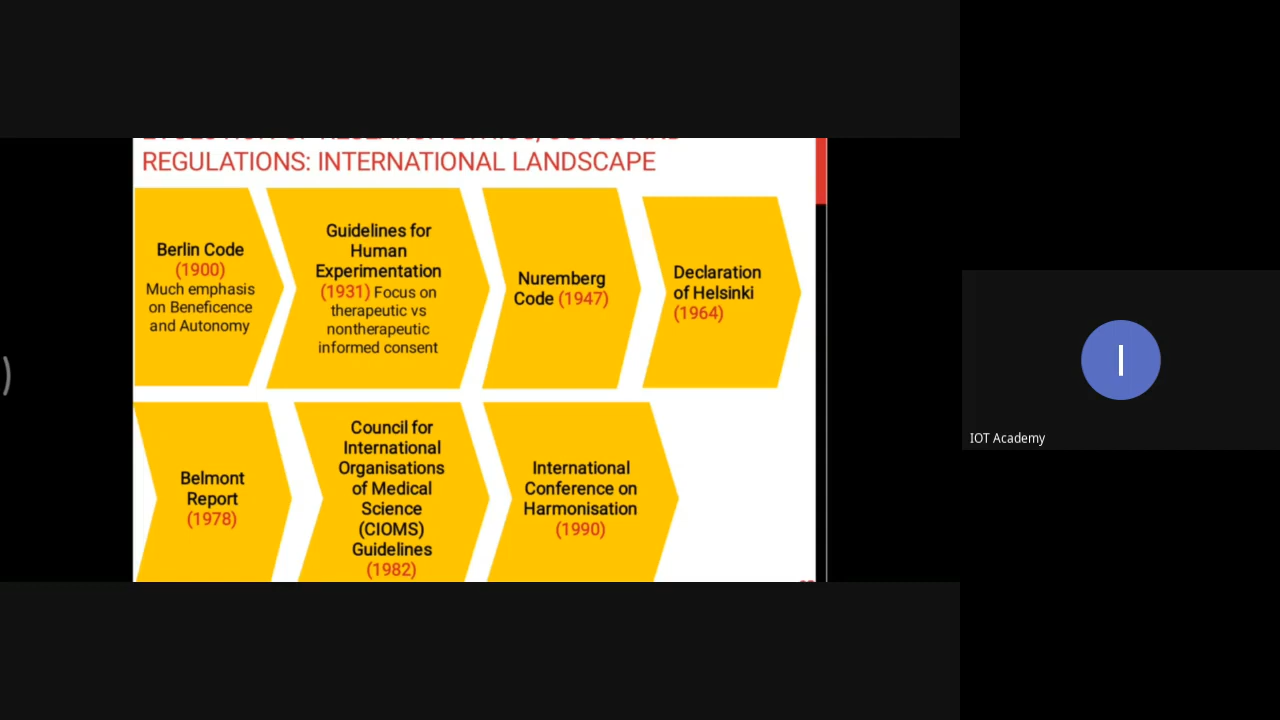 REGULATIONS: INTERNATIONAL LANDSCAPE
Berlin Code
(1900)
Much emphasis
on Beneficence
and Autonomy
Guidelines for
Human
Experimentation
(1931) Focus on
therapeutic vs
nontherapeutic
informed consent
Nuremberg
Code (1947)
Declaration
of Helsinki
(1964)
Belmont
Report
(1978)
Council for
International
Organisations
of Medical
Science
(CIOMS)
Guidelines
(1982)
International
Conference on
Harmonisation
(1990)
I
IOT Academy